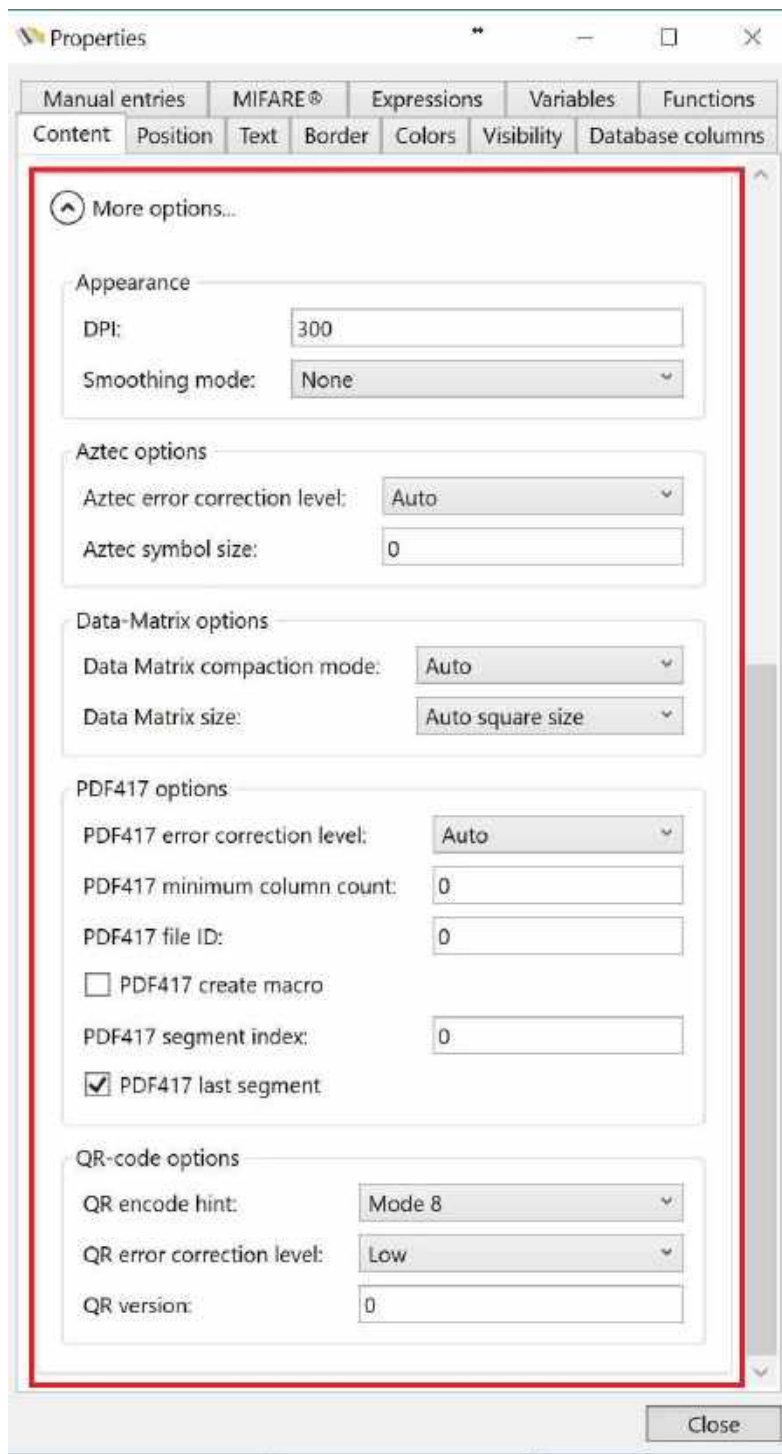 Properties
Manual entries MIFARE® Expressions Variables Functions
Content Position Text Border Colors Visibility Database columns
More options...
Appearance
DPI: 300
Smoothing mode: None
Aztec options
Aztec error correction level: Auto
Aztec symbol size: 0
Data-Matrix options
Data Matrix compaction mode: Auto
Data Matrix size: Auto square size
PDF417 options
PDF417 error correction level: Auto
PDF417 minimum column count: 0
PDF417 file ID: 0
PDF417 create macro
PDF417 segment index: 0
PDF417 last segment
QR-code options
QR encode hint: Mode 8
QR error correction level: Low
QR version: 0
Close